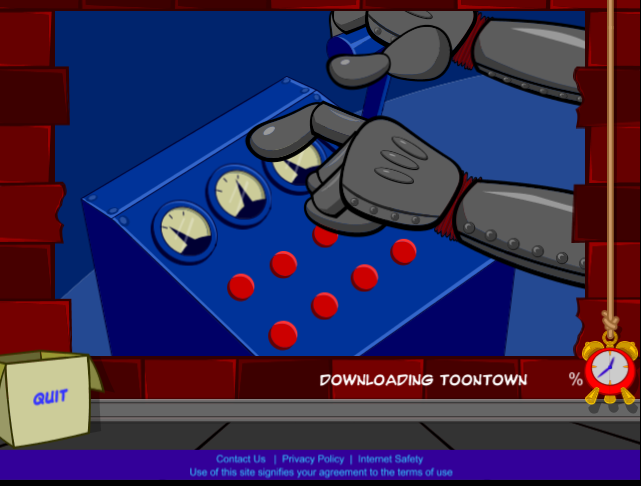 DOWNLOADING TOONTOWN %
QUIT
Contact Us | Privacy Policy | Internet Safety
Use of this site signifies your agreement to the terms of use